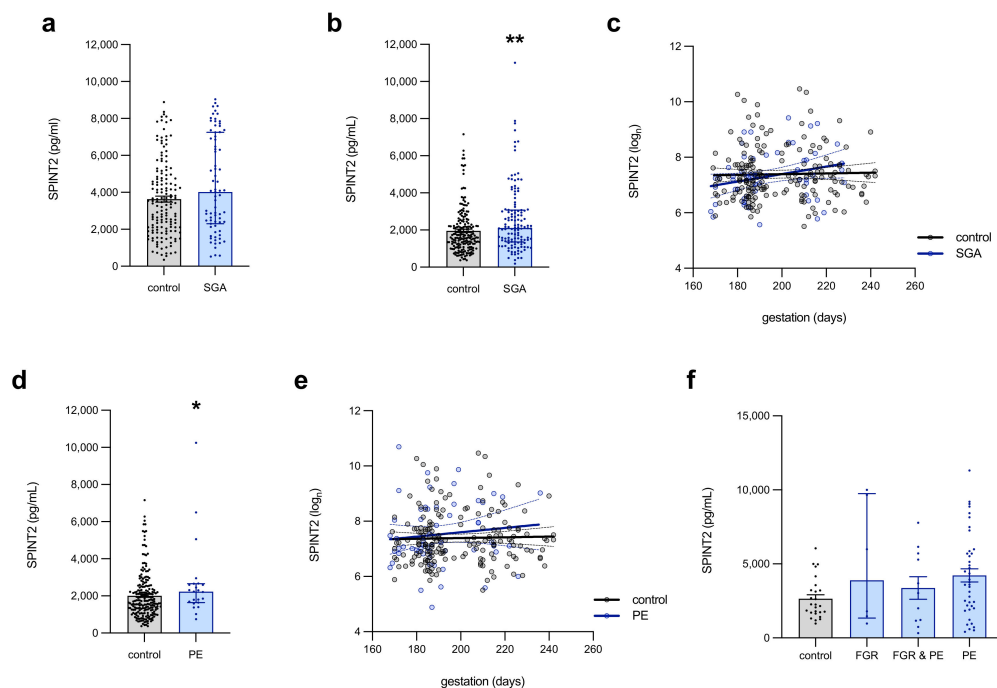 a
SPINT2 (pg/ml)
12,000
10,000
8,000
6,000
4,000
2,000
0
control SGA
b
SPINT2 (pg/mL)
12,000
10,000
8,000
6,000
4,000
2,000
0
**
control SGA
c
SPINT2 (logn)
12
10
8
6
4
160 180 200 220 240 260
gestation (days)
control
SGA
d
SPINT2 (pg/mL)
12,000
10,000
8,000
6,000
4,000
2,000
0
*
control PE
e
SPINT2 (logn)
12
10
8
6
4
160 180 200 220 240 260
gestation (days)
control
PE
f
SPINT2 (pg/mL)
15,000
10,000
5,000
0
control FGR FGR & PE PE